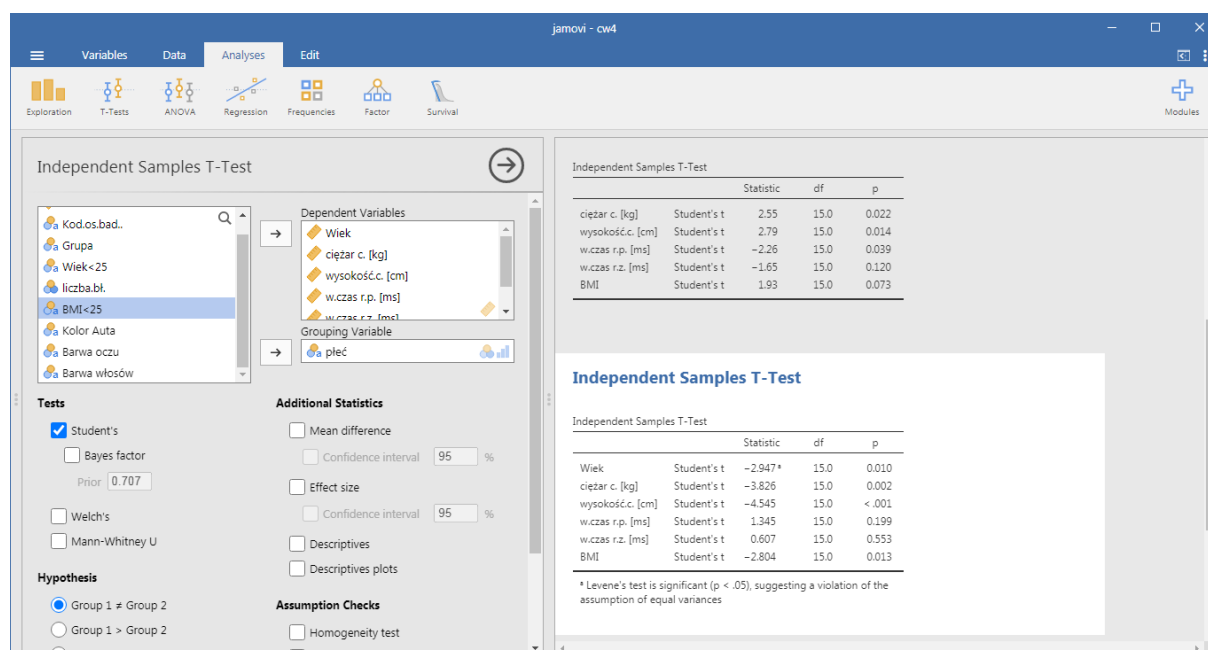 jamovi - cw4
Variables Data Analyses Edit
Exploration T-Tests ANOVA Regression Frequencies Factor Survival Modules
Independent Samples T-Test
Kod.os.bad..
Grupa
Wiek<25
liczba.bł.
BMI<25
Kolor Auta
Barwa oczu
Barwa włosów
Dependent Variables
Wiek
ciężar c. [kg]
wysokość.c. [cm]
w.czas r.p. [ms]
w.czas r.z. [ms]
Grouping Variable
płeć
Tests
Student's
Bayes factor
Prior 0.707
Welch's
Mann-Whitney U
Hypothesis
Group 1 ≠ Group 2
Group 1 > Group 2
Additional Statistics
Mean difference
Confidence interval 95 %
Effect size
Confidence interval 95 %
Descriptives
Descriptives plots
Assumption Checks
Homogeneity test
Independent Samples T-Test
Statistic df p
ciężar c. [kg] Student's t 2.55 15.0 0.022
wysokość.c. [cm] Student's t 2.79 15.0 0.014
w.czas r.p. [ms] Student's t −2.26 15.0 0.039
w.czas r.z. [ms] Student's t −1.65 15.0 0.120
BMI Student's t 1.93 15.0 0.073
Independent Samples T-Test
Independent Samples T-Test
Statistic df p
Wiek Student's t −2.947 ᵃ 15.0 0.010
ciężar c. [kg] Student's t −3.826 15.0 0.002
wysokość.c. [cm] Student's t −4.545 15.0 < .001
w.czas r.p. [ms] Student's t 1.345 15.0 0.199
w.czas r.z. [ms] Student's t 0.607 15.0 0.553
BMI Student's t −2.804 15.0 0.013
ᵃ Levene's test is significant (p < .05), suggesting a violation of the
assumption of equal variances